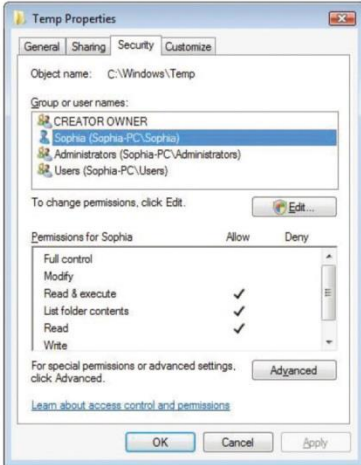 Temp Properties
General Sharing Security Customize
Object name: C:\Windows\Temp
Group or user names:
CREATOR OWNER
Sophia (Sophia-PC\Sophia)
Administrators (Sophia-PC\Administrators)
Users (Sophia-PC\Users)
To change permissions, click Edit.
Edit...
Permissions for Sophia Allow Deny
Full control
Modify
Read & execute ✓
List folder contents ✓
Read ✓
Write
For special permissions or advanced settings,
click Advanced.
Advanced
Learn about access control and permissions
OK Cancel Apply